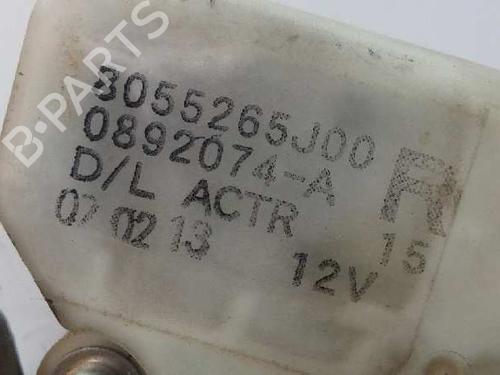 B-PARTS
3055265J00
0892074-A
D/L ACTR
07 02 13
12V
R
15